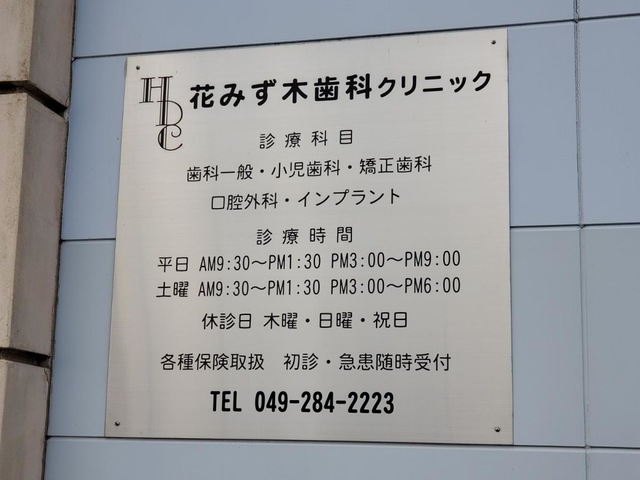 HDC 花みず木歯科クリニック
診療科目
歯科一般・小児歯科・矯正歯科
口腔外科・インプラント
診療時間
平日 AM9:30～PM1:30 PM3:00～PM9:00
土曜 AM9:30～PM1:30 PM3:00～PM6:00
休診日 木曜・日曜・祝日
各種保険取扱　初診・急患随時受付
TEL 049-284-2223